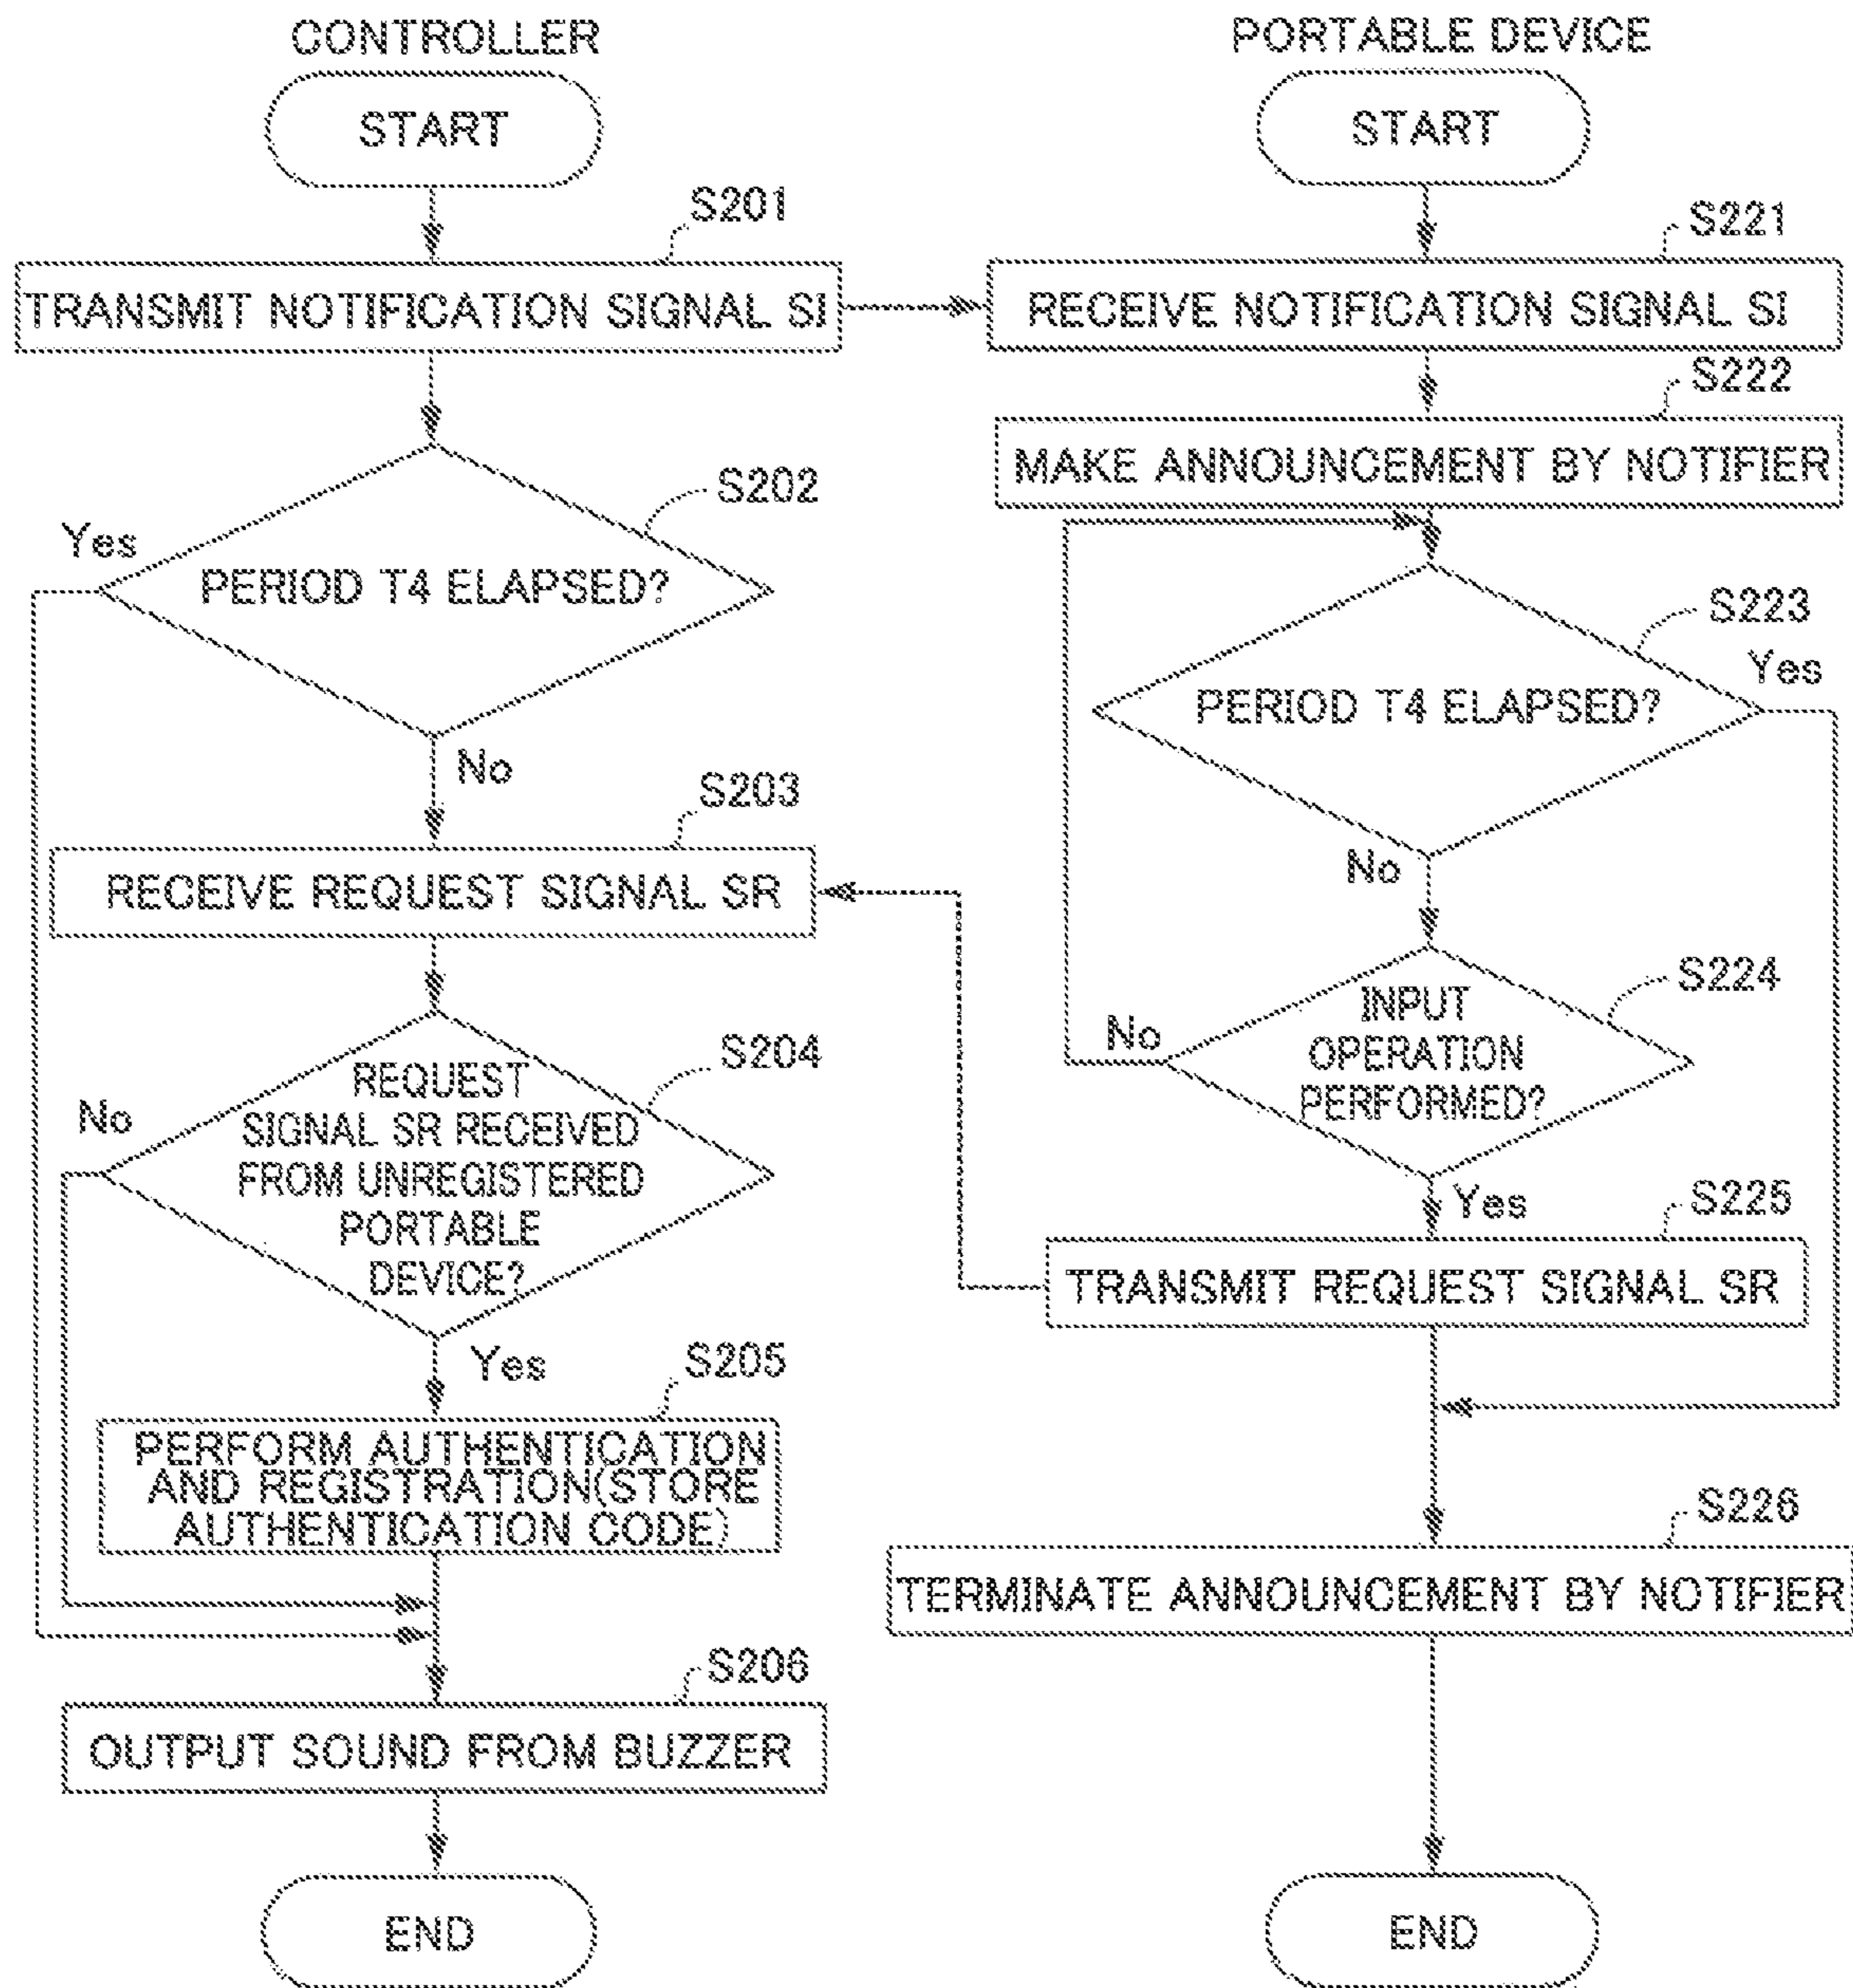 CONTROLLER
START
S201
TRANSMIT NOTIFICATION SIGNAL SI
S202
Yes
PERIOD T4 ELAPSED?
No
S203
RECEIVE REQUEST SIGNAL SR
S204
No
REQUEST
SIGNAL SR RECEIVED
FROM UNREGISTERED
PORTABLE
DEVICE?
Yes
S205
PERFORM AUTHENTICATION
AND REGISTRATION(STORE
AUTHENTICATION CODE)
S206
OUTPUT SOUND FROM BUZZER
END
PORTABLE DEVICE
START
S221
RECEIVE NOTIFICATION SIGNAL SI
S222
MAKE ANNOUNCEMENT BY NOTIFIER
S223
Yes
PERIOD T4 ELAPSED?
No
S224
INPUT
OPERATION
PERFORMED?
No
Yes
S225
TRANSMIT REQUEST SIGNAL SR
S226
TERMINATE ANNOUNCEMENT BY NOTIFIER
END